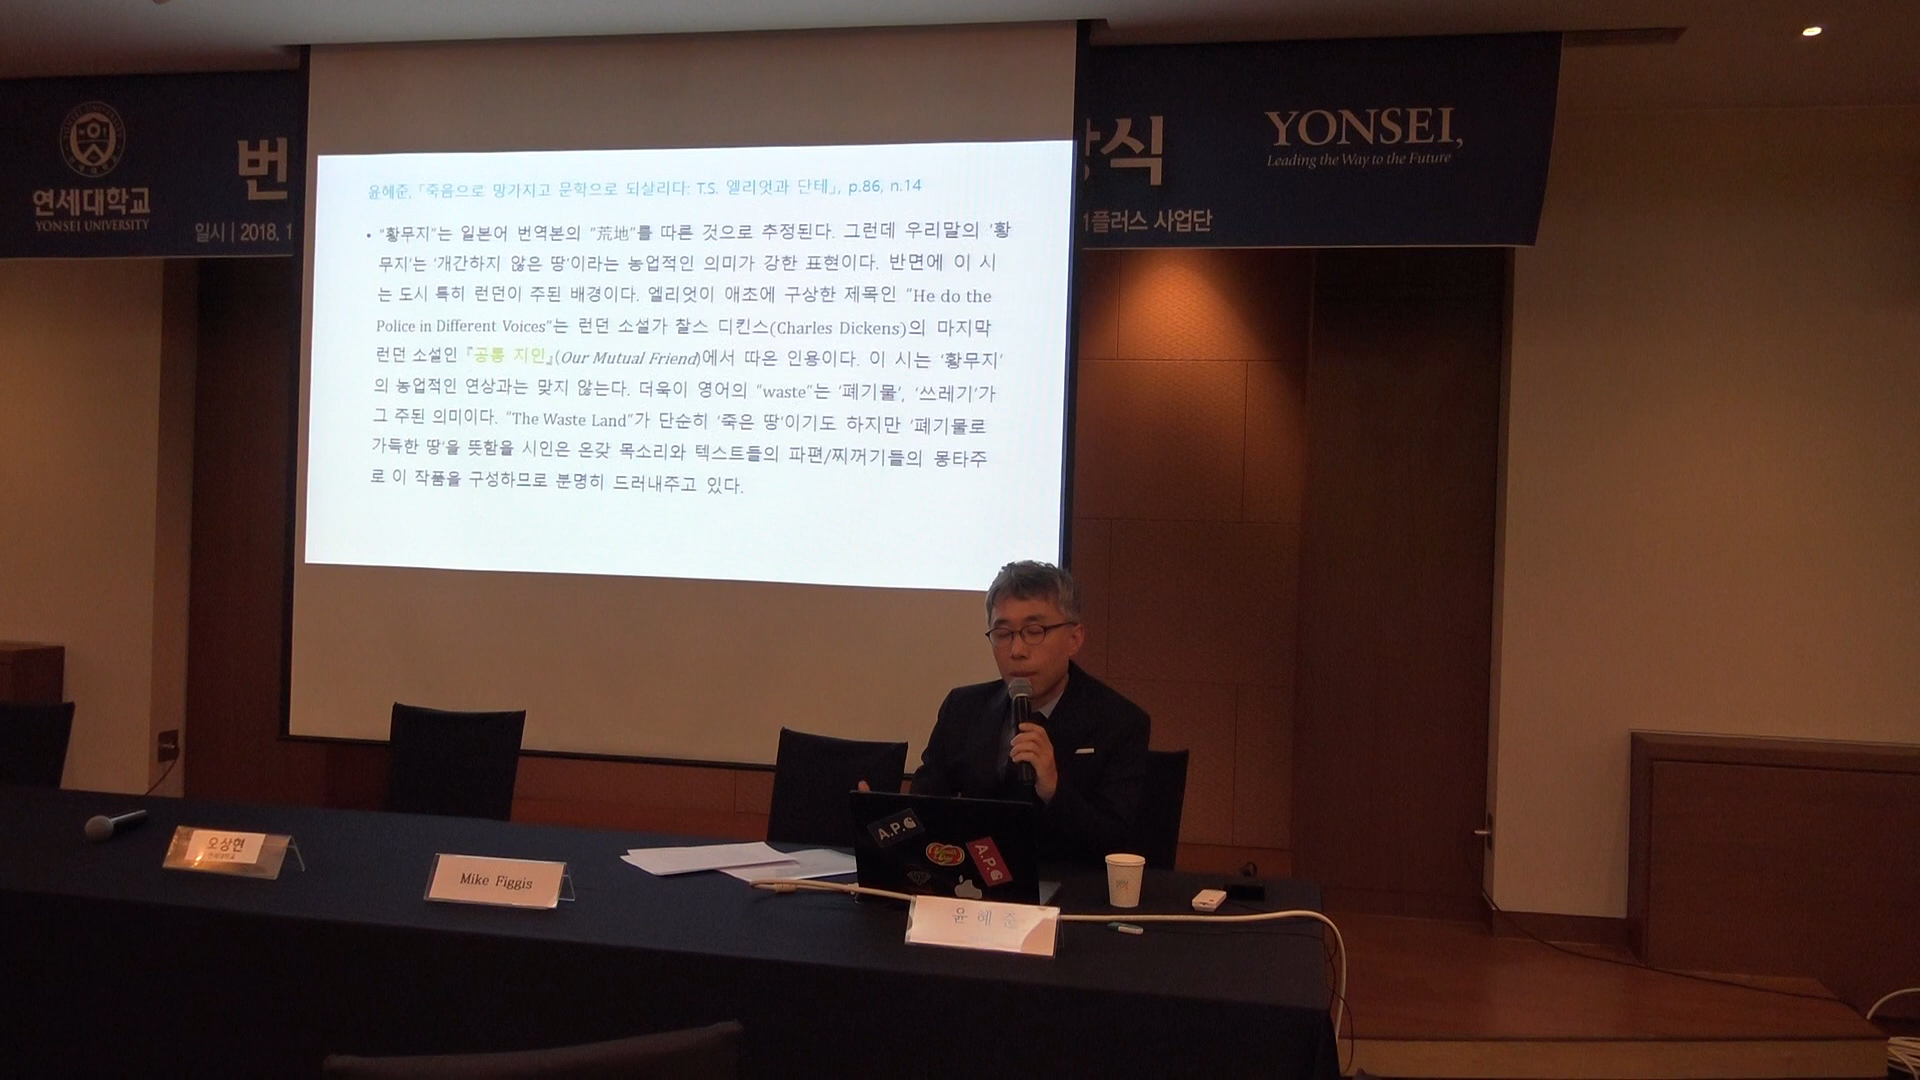 연세대학교
YONSEI UNIVERSITY
번
일시 | 2018, 1
식
YONSEI,
Leading the Way to the Future
플러스 사업단
윤혜준, 「죽음으로 망가지고 문학으로 되살리다: T.S. 엘리엇과 단테」, p.86, n.14
• "황무지"는 일본어 번역본의 "荒地"를 따른 것으로 추정된다. 그런데 우리말의 '황
무지'는 '개간하지 않은 땅'이라는 농업적인 의미가 강한 표현이다. 반면에 이 시
는 도시 특히 런던이 주된 배경이다. 엘리엇이 애초에 구상한 제목인 "He do the
Police in Different Voices"는 런던 소설가 찰스 디킨스(Charles Dickens)의 마지막
런던 소설인 『공통 지인』(Our Mutual Friend)에서 따온 인용이다. 이 시는 '황무지'
의 농업적인 연상과는 맞지 않는다. 더욱이 영어의 "waste"는 '폐기물', '쓰레기'가
그 주된 의미이다. "The Waste Land"가 단순히 '죽은 땅'이기도 하지만 '폐기물로
가득한 땅'을 뜻함을 시인은 온갖 목소리와 텍스트들의 파편/찌꺼기들의 몽타주
로 이 작품을 구성하므로 분명히 드러내주고 있다.
오상현
연세대학교
Mike Figgis
윤혜준
A.P.C
A.P.C